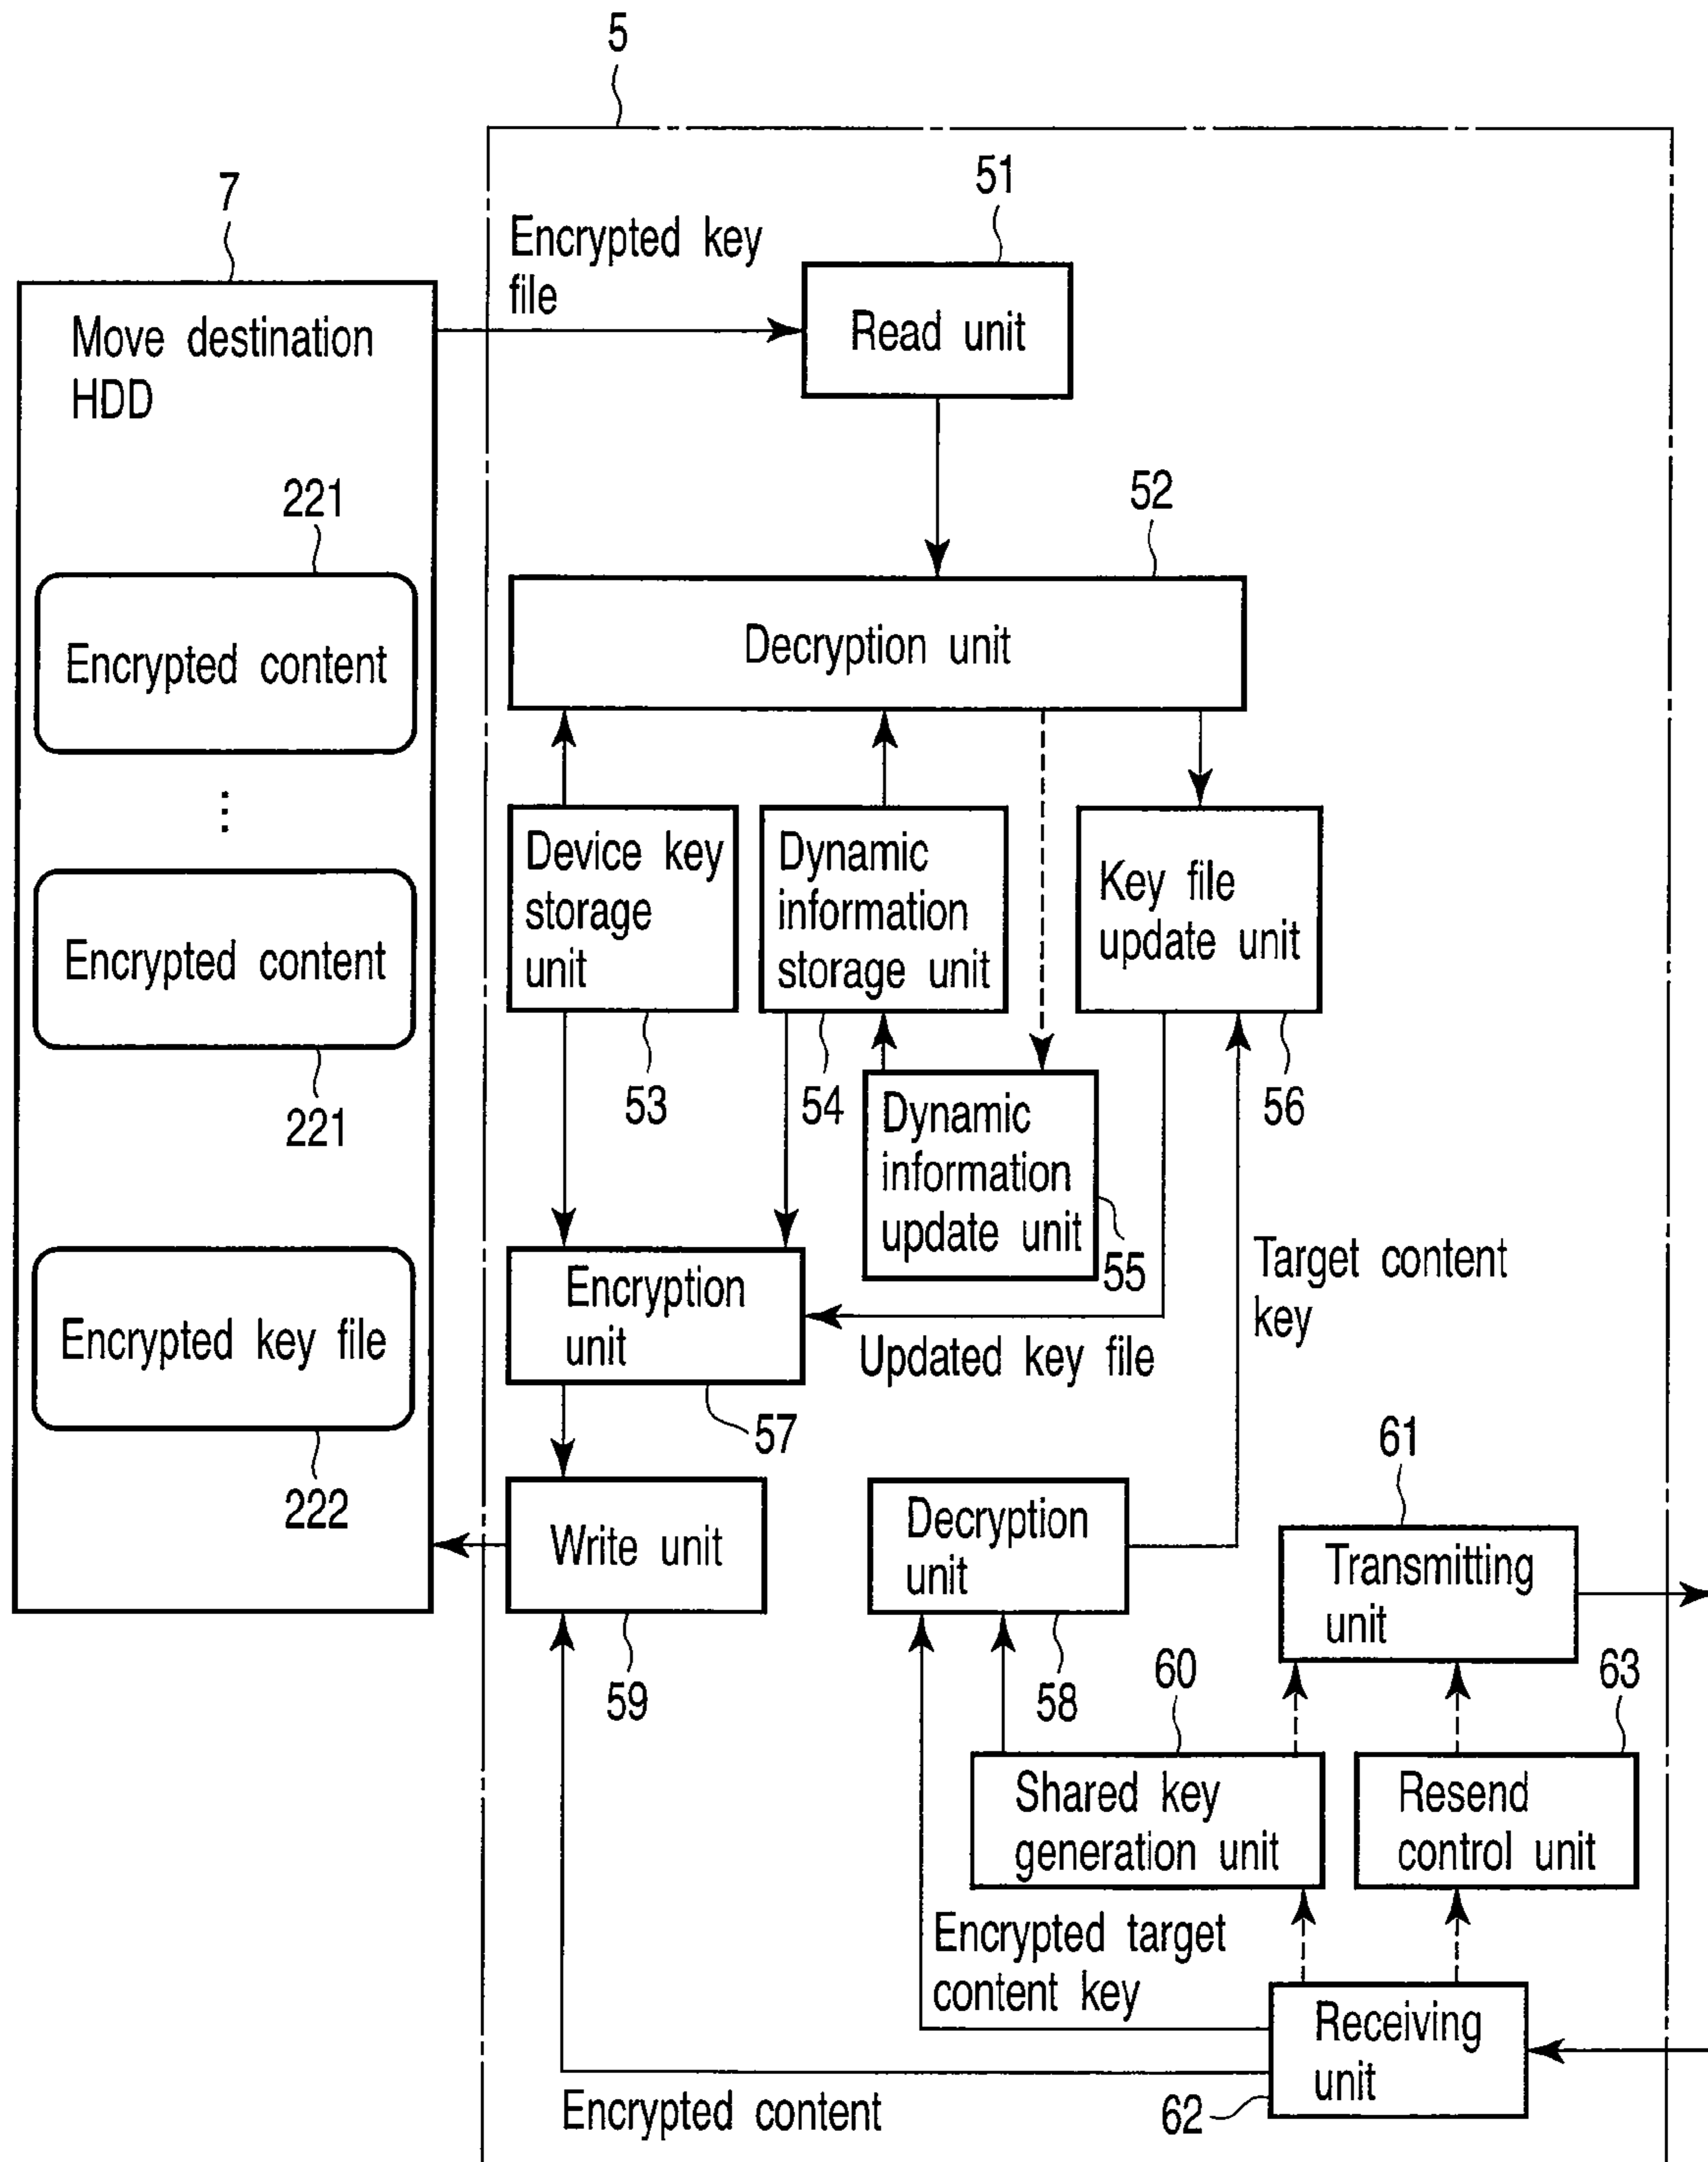 5
7
51
Encrypted key
file
Read unit
Move destination
HDD
221
52
Encrypted content
Decryption unit
Device key
storage
unit
Dynamic
information
storage unit
Key file
update unit
Encrypted content
53
54
56
221
Dynamic
information
update unit
55
Target content
key
Encryption
unit
Encrypted key file
Updated key file
57
61
222
Write unit
Decryption
unit
Transmitting
unit
59
58
60
63
Shared key
generation unit
Resend
control unit
Encrypted target
content key
Receiving
unit
Encrypted content
62